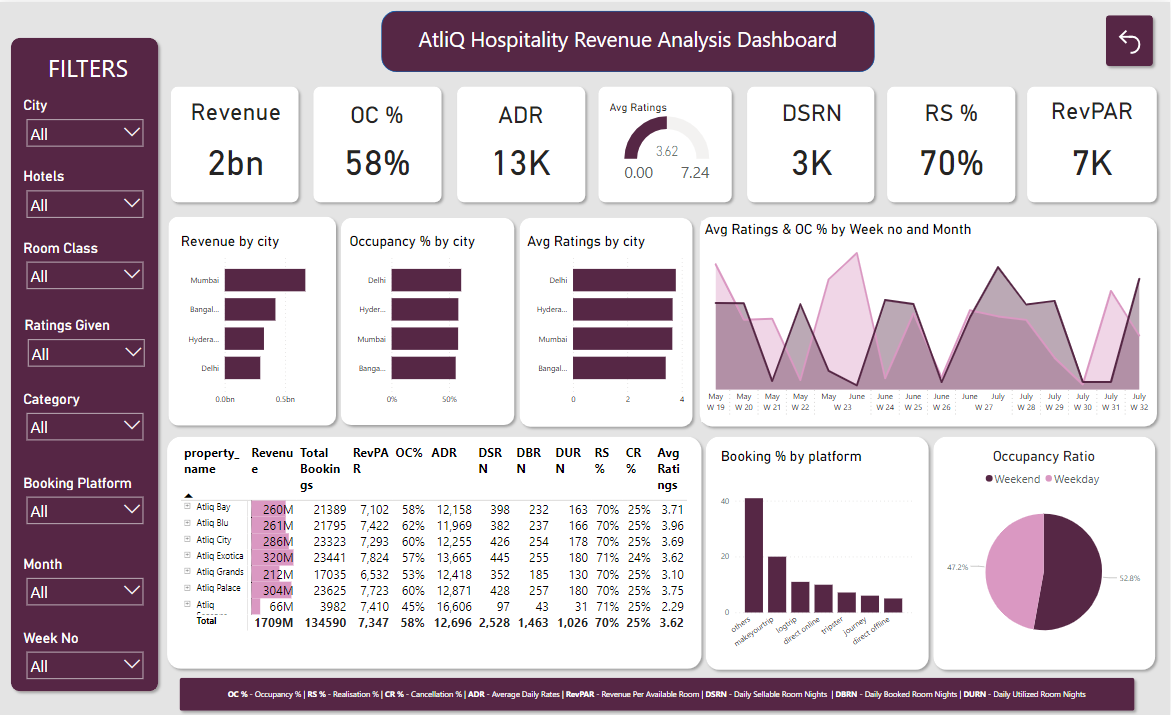 AtliQ Hospitality Revenue Analysis Dashboard
FILTERS
City
All
Hotels
All
Room Class
All
Ratings Given
All
Category
All
Booking Platform
All
Month
All
Week No
All
Revenue
2bn
OC %
58%
ADR
13K
Avg Ratings
3.62
0.00 7.24
DSRN
3K
RS %
70%
RevPAR
7K
Revenue by city
Mumbai
Bangal...
Hydera...
Delhi
0.0bn 0.5bn
Occupancy % by city
Delhi
Hyder...
Mumbai
Banga...
0% 50%
Avg Ratings by city
Delhi
Hydera...
Mumbai
Bangal...
0 2 4
Avg Ratings & OC % by Week no and Month
May May May May May June June June June June July July July July July July
W 19 W 20 W 21 W 22 W 23 W 24 W 25 W 26 W 27 W 28 W 29 W 30 W 31 W 32
property_ Revenu Total RevPA OC% ADR DSR DBR DUR RS CR Avg
name e Bookin R N N N % % Rati
gs ngs
Atliq Bay 260M 21389 7,102 58% 12,158 398 232 163 70% 25% 3.71
Atliq Blu 261M 21795 7,422 62% 11,969 382 237 166 70% 25% 3.96
Atliq City 286M 23323 7,293 60% 12,255 426 254 178 70% 25% 3.69
Atliq Exotica 320M 23441 7,824 57% 13,665 445 255 180 71% 24% 3.62
Atliq Grands 212M 17035 6,532 53% 12,418 352 185 130 70% 25% 3.10
Atliq Palace 304M 23625 7,723 60% 12,871 428 257 180 70% 25% 3.75
Atliq 66M 3982 7,410 45% 16,606 97 43 31 71% 25% 2.29
Total 1709M 134590 7,347 58% 12,696 2,528 1,463 1,026 70% 25% 3.62
Booking % by platform
40
20
0
others
makeyourtrip
logtrip
direct online
tripster
journey
direct offline
Occupancy Ratio
Weekend Weekday
47.2%
52.8%
OC % - Occupancy % | RS % - Realisation % | CR % - Cancellation % | ADR - Average Daily Rates | RevPAR - Revenue Per Available Room | DSRN - Daily Sellable Room Nights | DBRN - Daily Booked Room Nights | DURN - Daily Utilized Room Nights